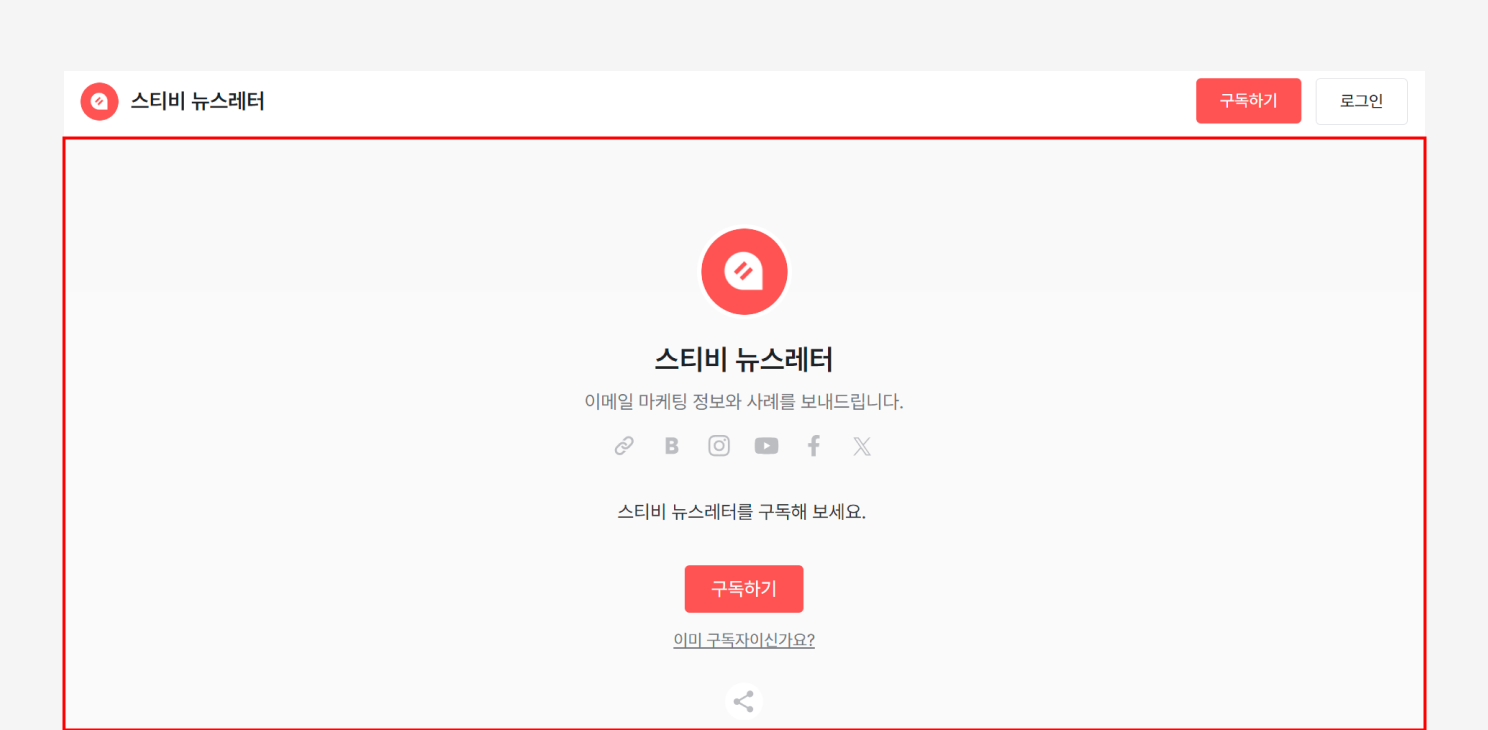 스티비 뉴스레터
구독하기
로그인
스티비 뉴스레터
이메일 마케팅 정보와 사례를 보내드립니다.
B
스티비 뉴스레터를 구독해 보세요.
구독하기
이미 구독자이신가요?